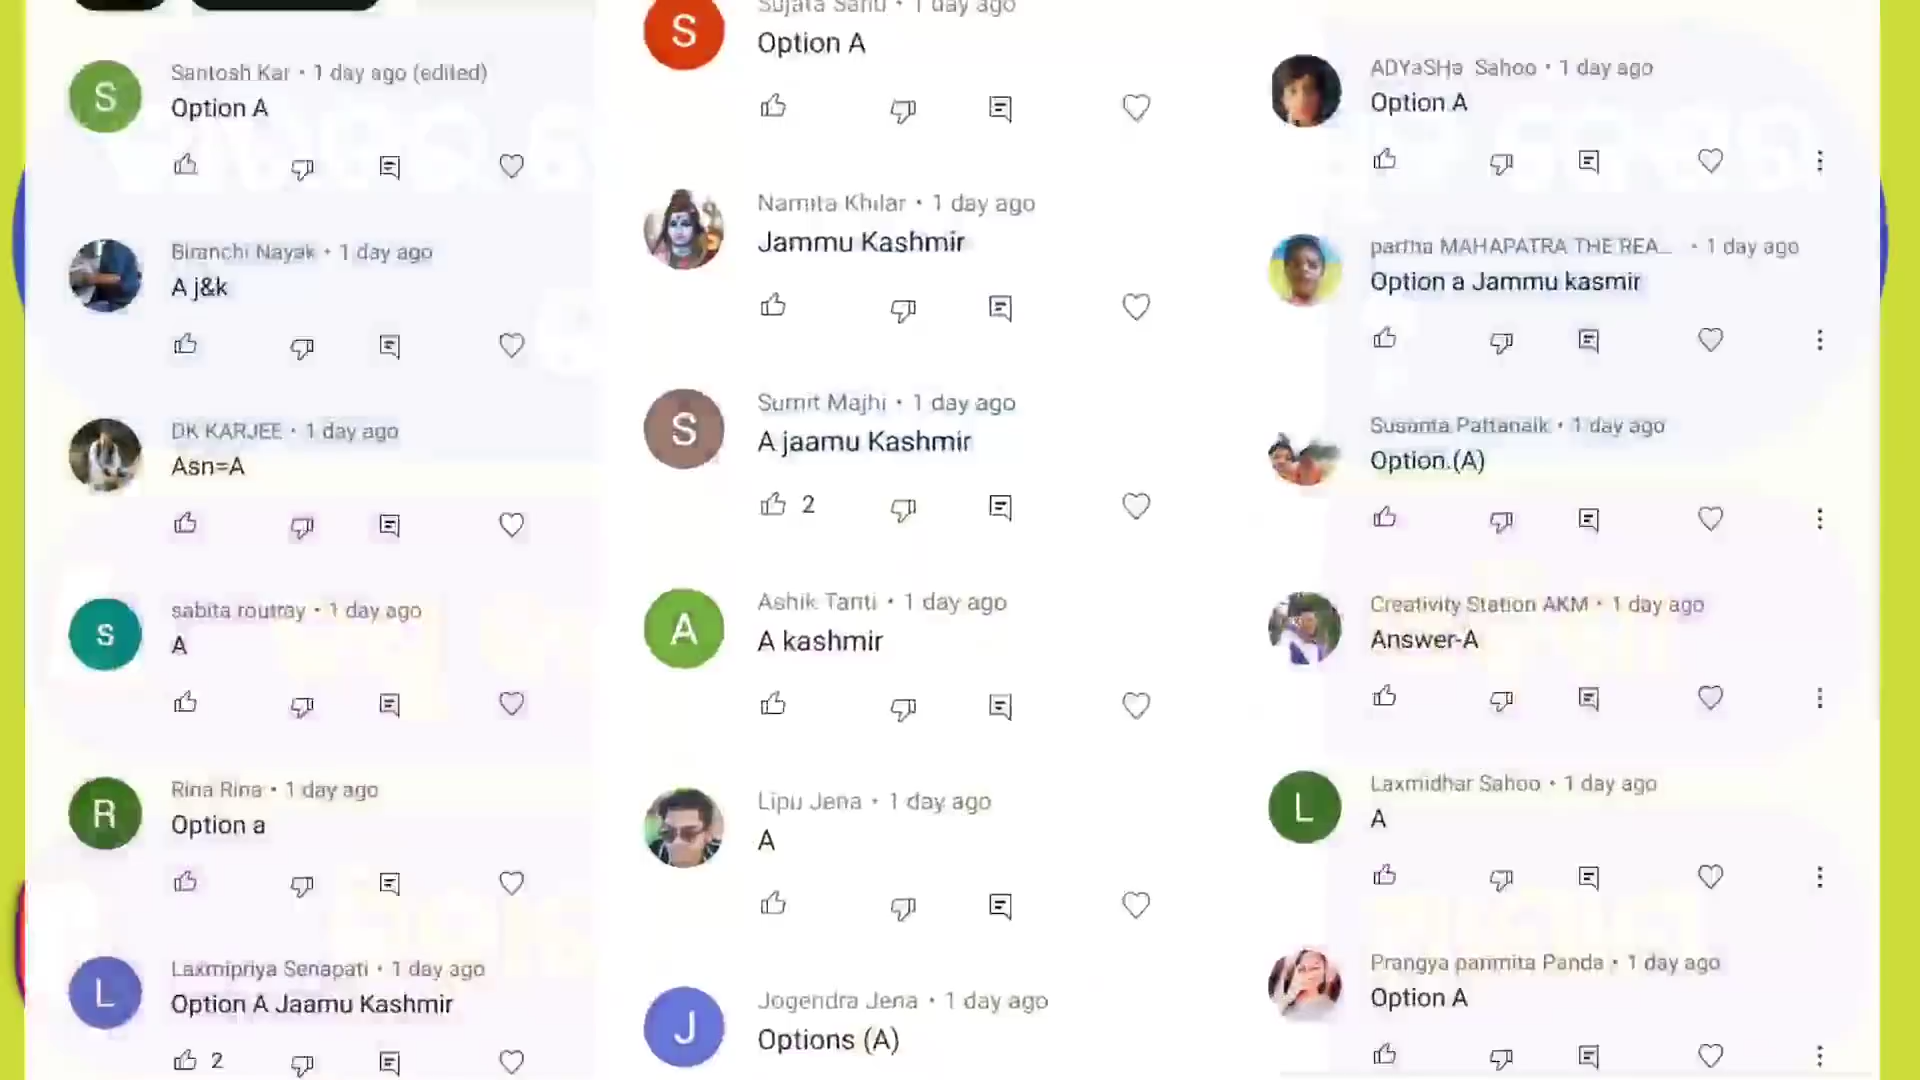 Santosh Kar • 1 day ago (edited)
Option A
Biranchi Nayak • 1 day ago
A j&k
DK KARJEE • 1 day ago
Asn=A
sabita routray • 1 day ago
A
Rina Rina • 1 day ago
Option a
Laxmipriya Senapati • 1 day ago
Option A Jaamu Kashmir
2
Sujata Sahu • 1 day ago
Option A
Namita Khilar • 1 day ago
Jammu Kashmir
Sumit Majhi • 1 day ago
A jaamu Kashmir
2
Ashik Tanti • 1 day ago
A kashmir
Lipu Jena • 1 day ago
A
Jogendra Jena • 1 day ago
Options (A)
ADYaSHa Sahoo • 1 day ago
Option A
partha MAHAPATRA THE REA... • 1 day ago
Option a Jammu kasmir
Susanta Pattanaik • 1 day ago
Option.(A)
Creativity Station AKM • 1 day ago
Answer-A
Laxmidhar Sahoo • 1 day ago
A
Prangya parimita Panda • 1 day ago
Option A